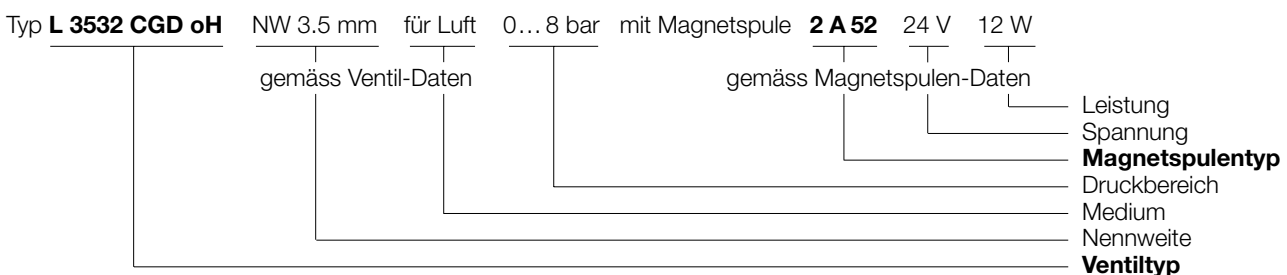 Typ L 3532 CGD oH NW 3.5 mm für Luft 0…8 bar mit Magnetspule 2 A 52 24 V 12 W
gemäss Ventil-Daten gemäss Magnetspulen-Daten
Leistung
Spannung
Magnetspulentyp
Druckbereich
Medium
Nennweite
Ventiltyp